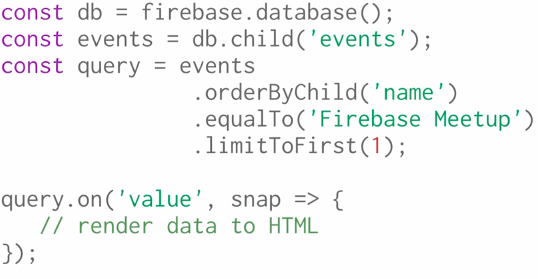 const db = firebase.database();
const events = db.child('events');
const query = events
.orderByChild('name')
.equalTo('Firebase Meetup')
.limitToFirst(1);
query.on('value', snap => {
// render data to HTML
});